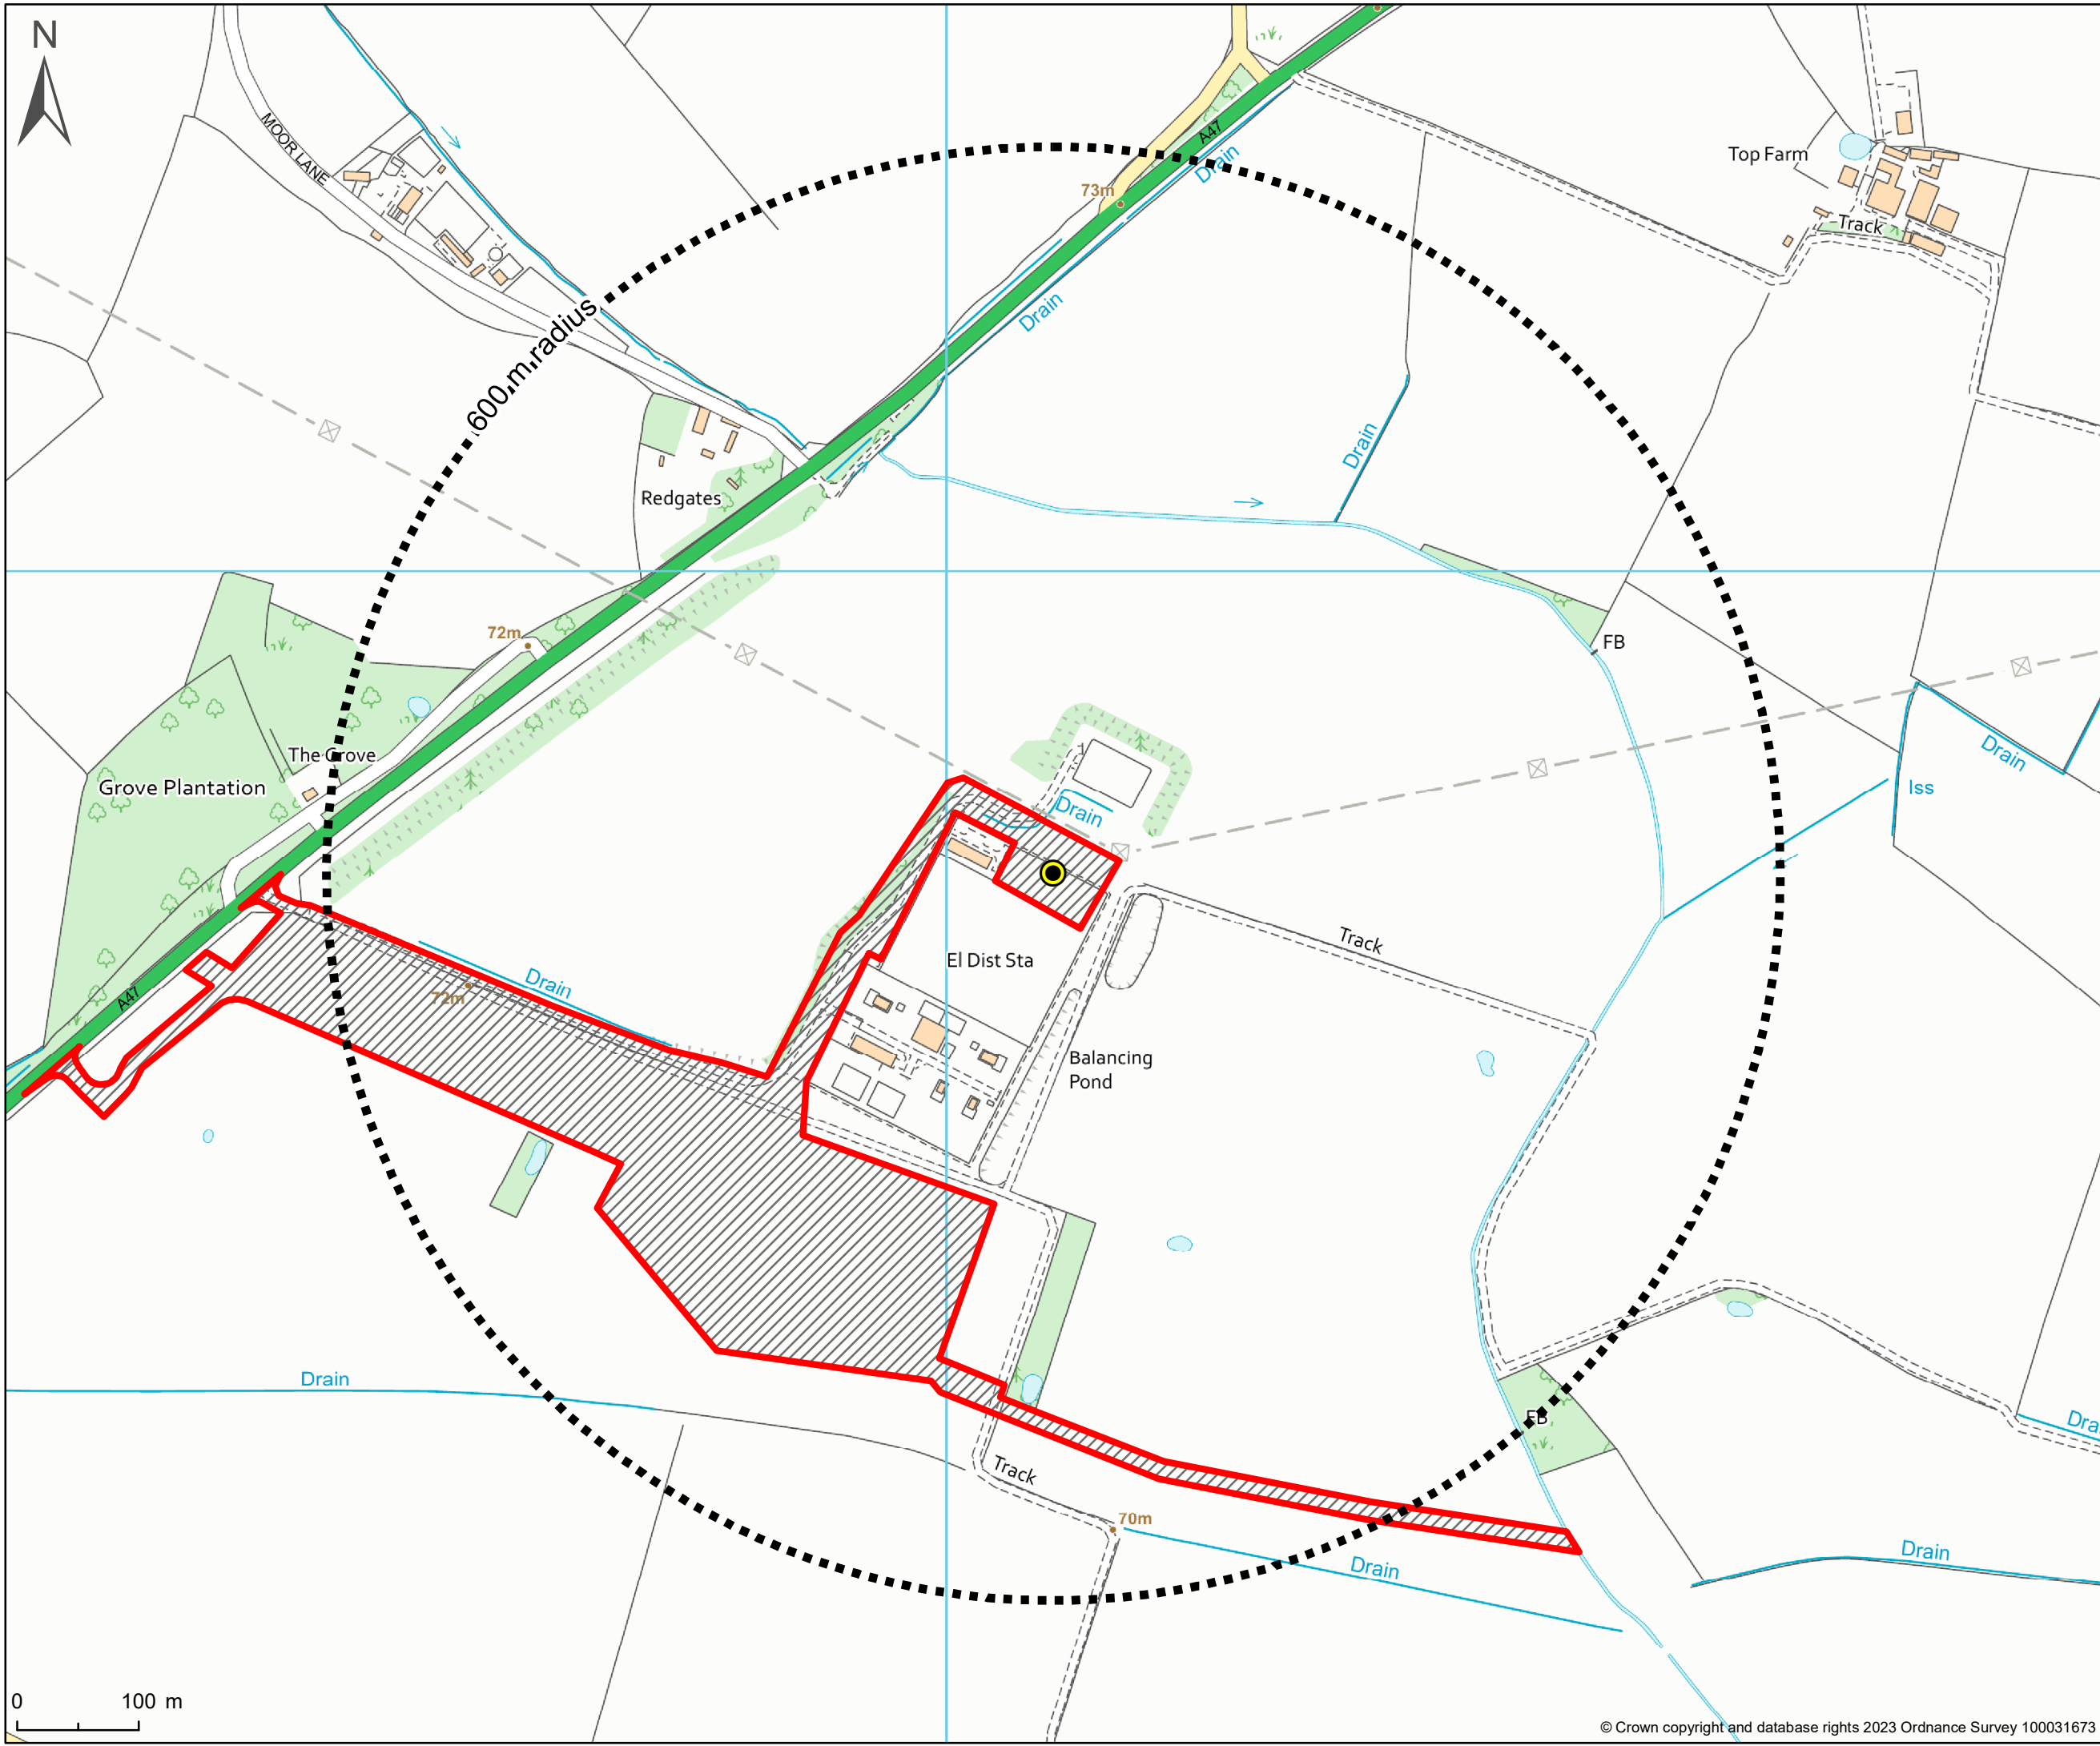 N
MOOR LANE
A47
Drain
73m
Top Farm
Track
600 m radius
Drain
Drain
Redgates
72m
FB
The Grove
Grove Plantation
Drain
Iss
Drain
El Dist Sta
Track
A47
Drain
72m
Balancing
Pond
Drain
FB
Dra
Track
70m
Drain
Drain
0 100 m
© Crown copyright and database rights 2023 Ordnance Survey 100031673